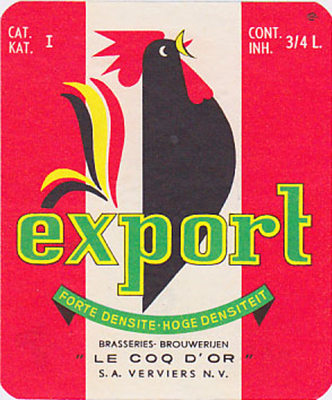 CAT.
KAT. I
CONT.
INH. 3/4 L.
export
FORTE DENSITE · HOGE DENSITEIT
BRASSERIES - BROUWERIJEN
" LE COQ D'OR "
S.A. VERVIERS N.V.